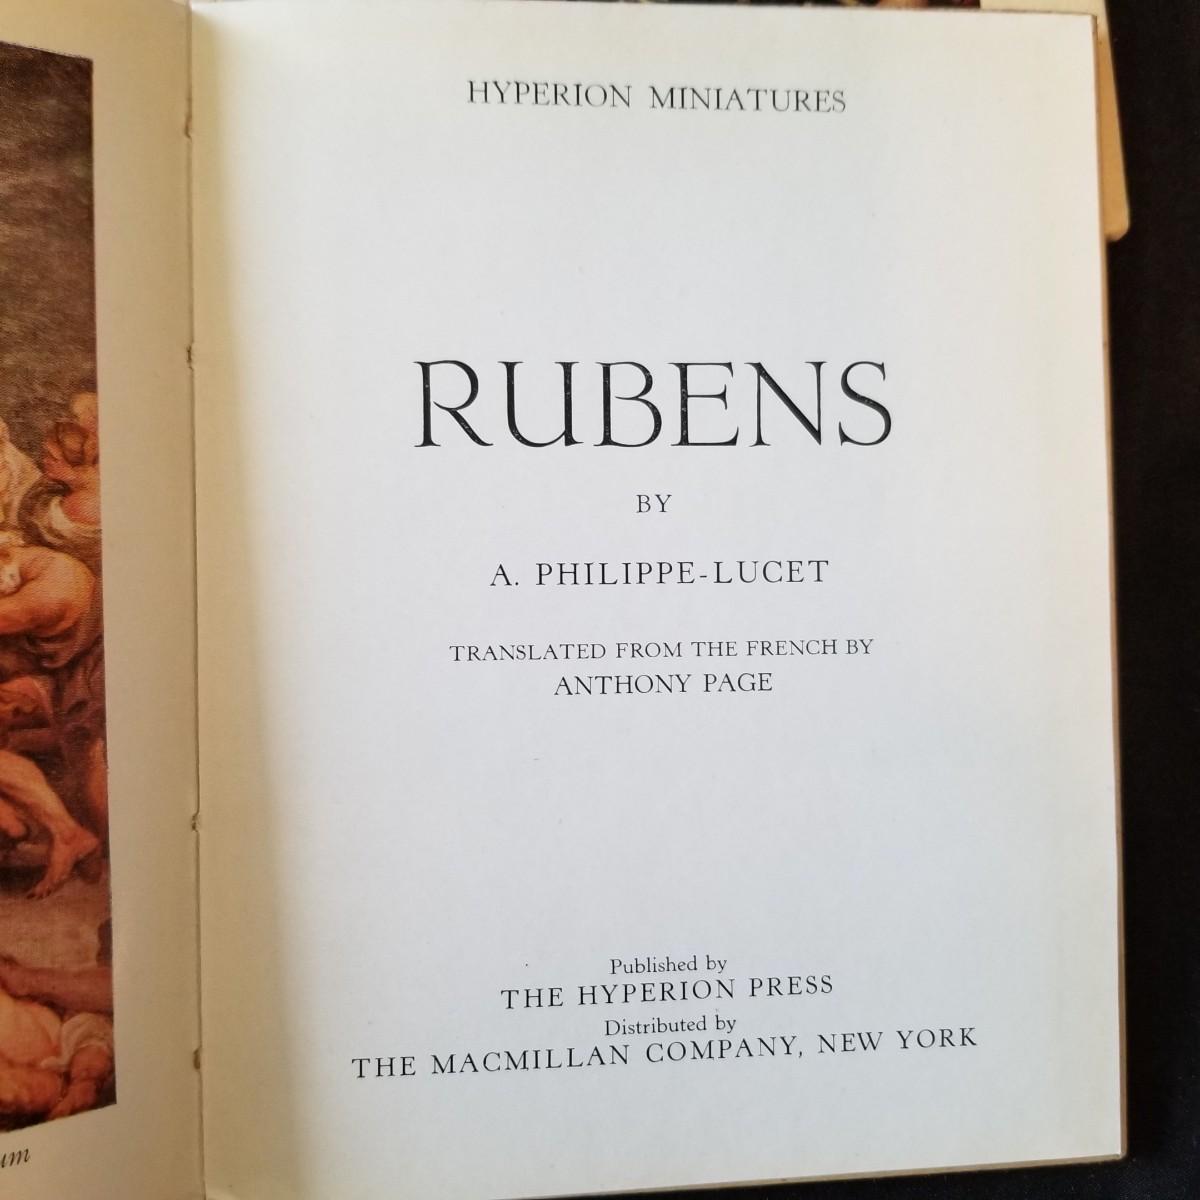 HYPERION MINIATURES
RUBENS
BY
A. PHILIPPE-LUCET
TRANSLATED FROM THE FRENCH BY
ANTHONY PAGE
Published by
THE HYPERION PRESS
Distributed by
THE MACMILLAN COMPANY, NEW YORK